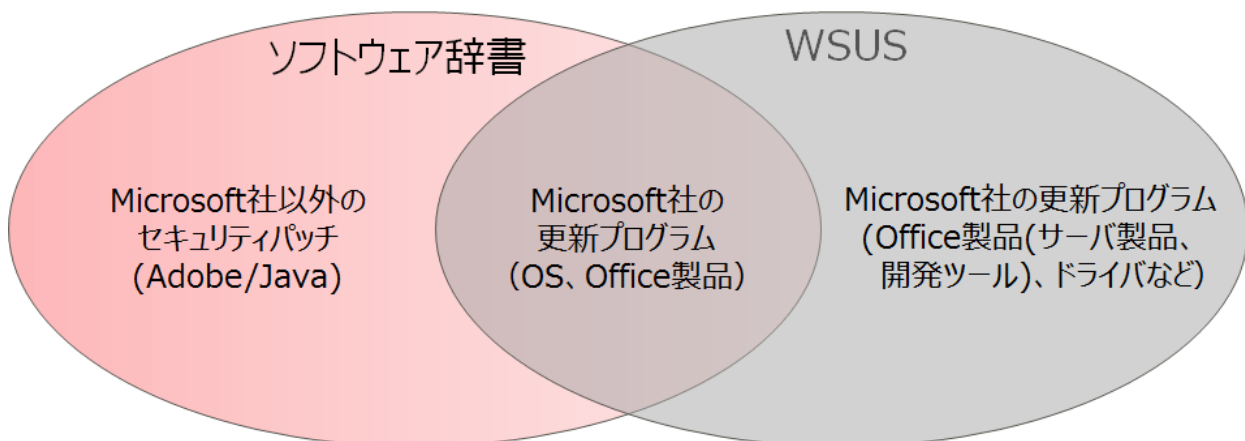 ソフトウェア辞書
WSUS
Microsoft社以外の
セキュリティパッチ
(Adobe/Java)
Microsoft社の
更新プログラム
（OS、Office製品）
Microsoft社の更新プログラム
(Office製品(サーバ製品、
開発ツール)、ドライバなど)